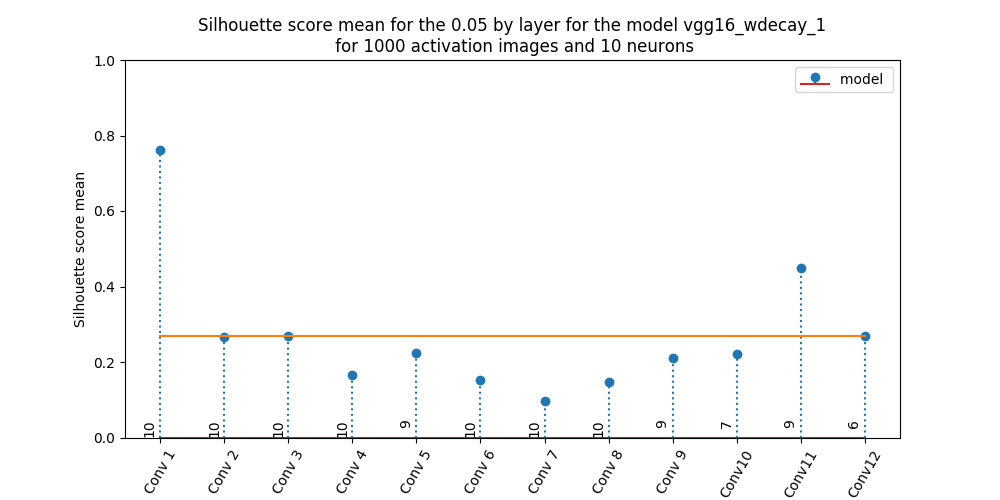 Silhouette score mean for the 0.05 by layer for the model vgg16_wdecay_1
for 1000 activation images and 10 neurons
model
Silhouette score mean
1.0
0.8
0.6
0.4
0.2
0.0
10 10 10 10 9 10 10 10 9 7 9 6
Conv 1 Conv 2 Conv 3 Conv 4 Conv 5 Conv 6 Conv 7 Conv 8 Conv 9 Conv10 Conv11 Conv12